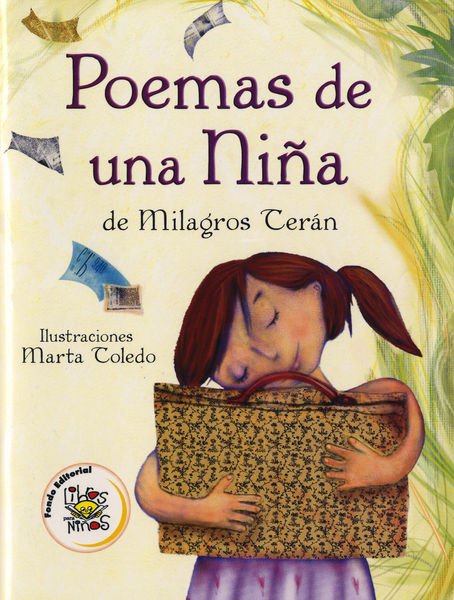 Poemas de
una Niña
de Milagros Terán
Ilustraciones
Marta Toledo
Fondo Editorial
Libros
para
Niños